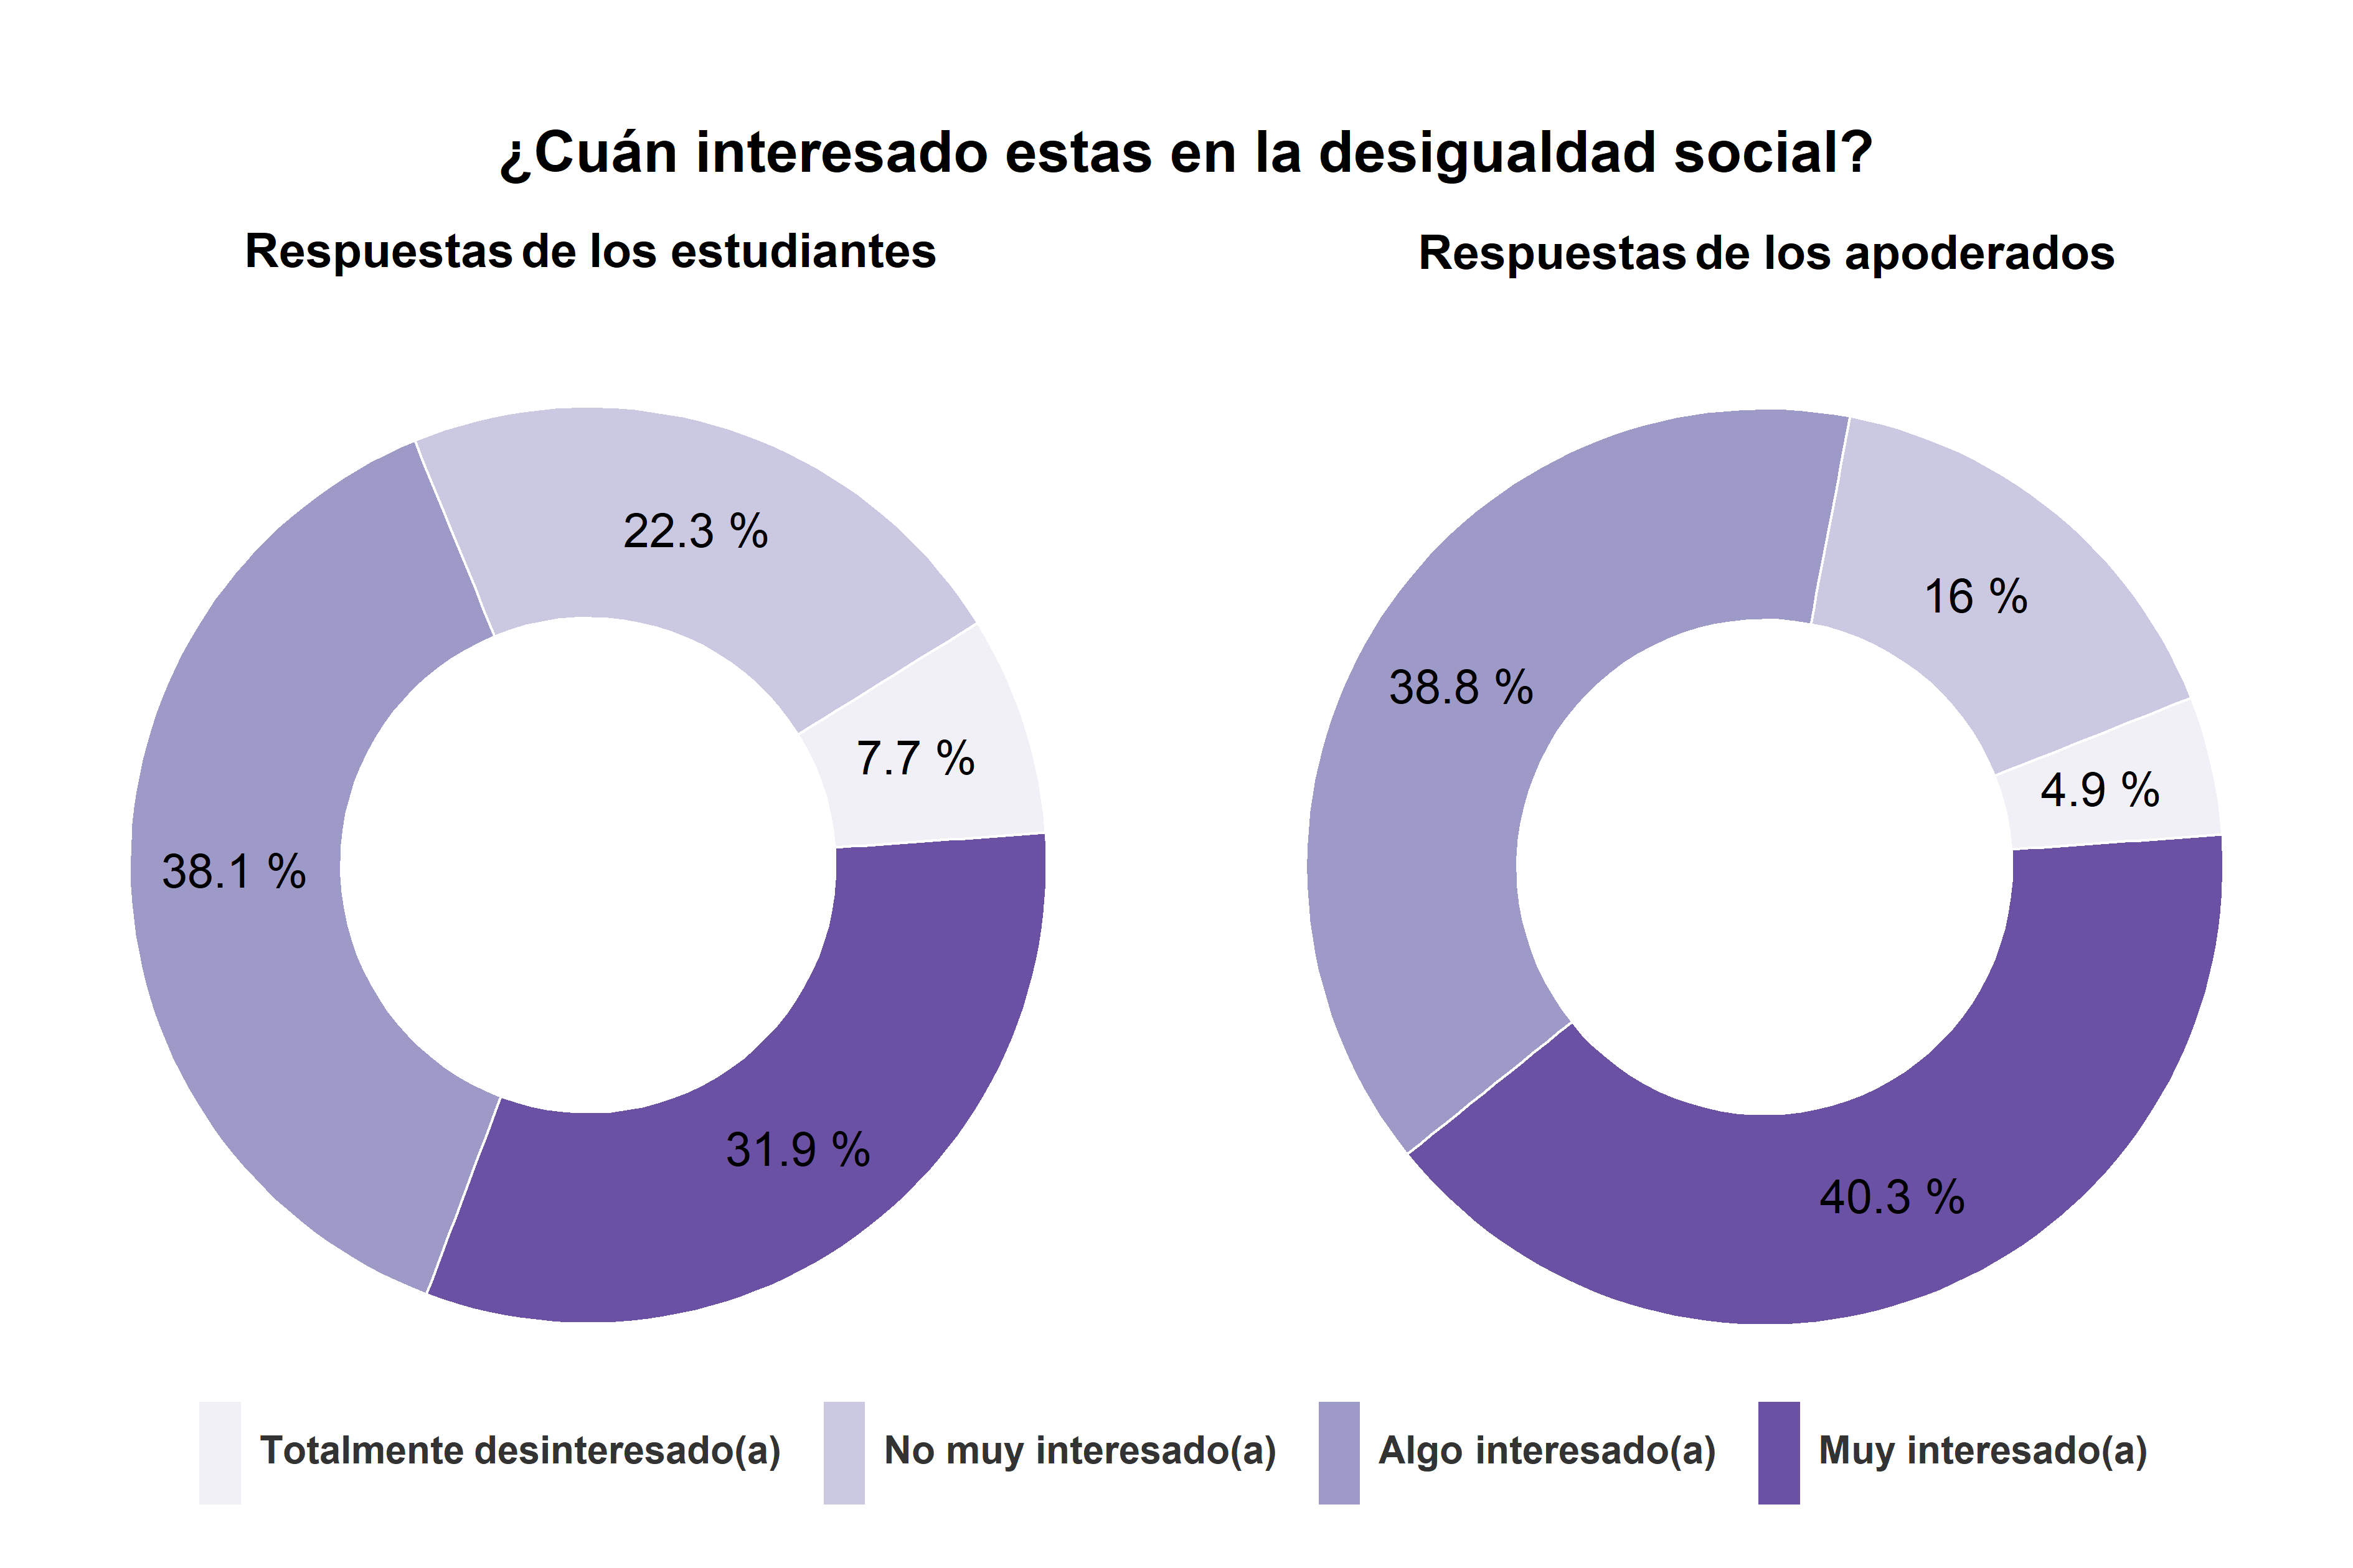 ¿Cuán interesado estas en la desigualdad social?
Respuestas de los estudiantes
Respuestas de los apoderados
22.3 %
7.7 %
38.1 %
31.9 %
16 %
38.8 %
4.9 %
40.3 %
Totalmente desinteresado(a)
No muy interesado(a)
Algo interesado(a)
Muy interesado(a)